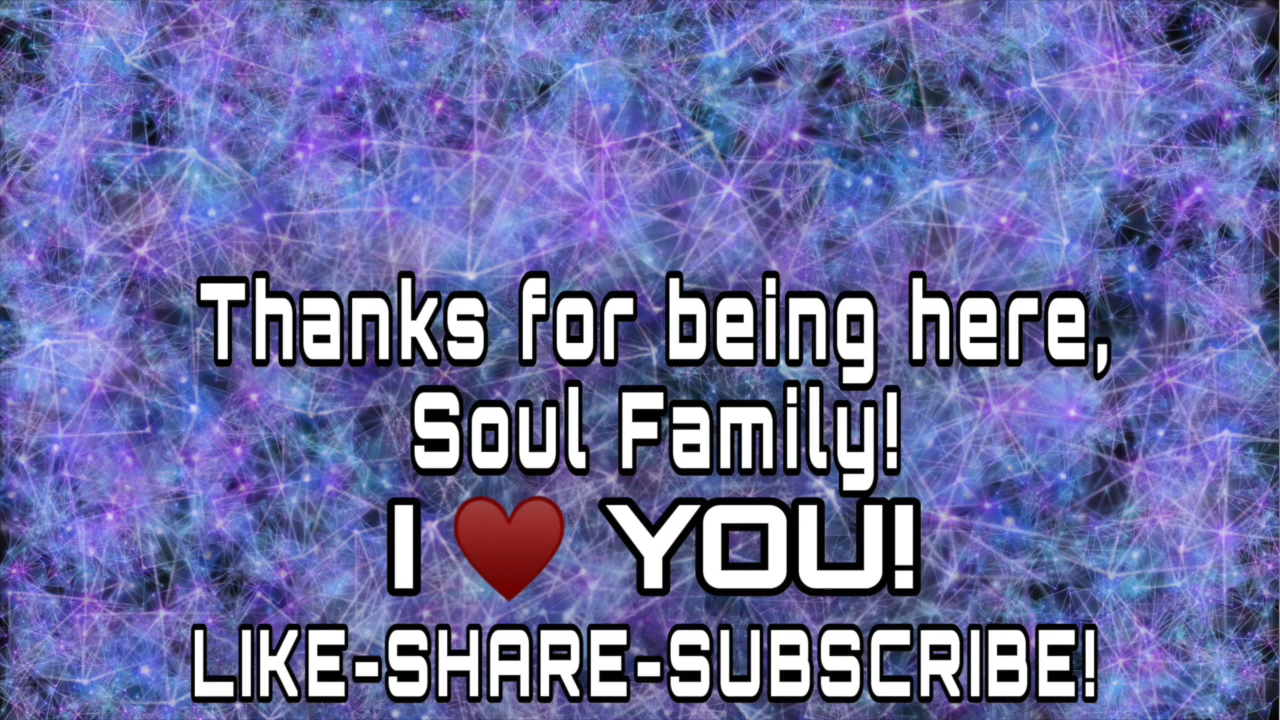 Thanks for being here,
Soul Family!
I ❤ YOU!
LIKE-SHARE-SUBSCRIBE!